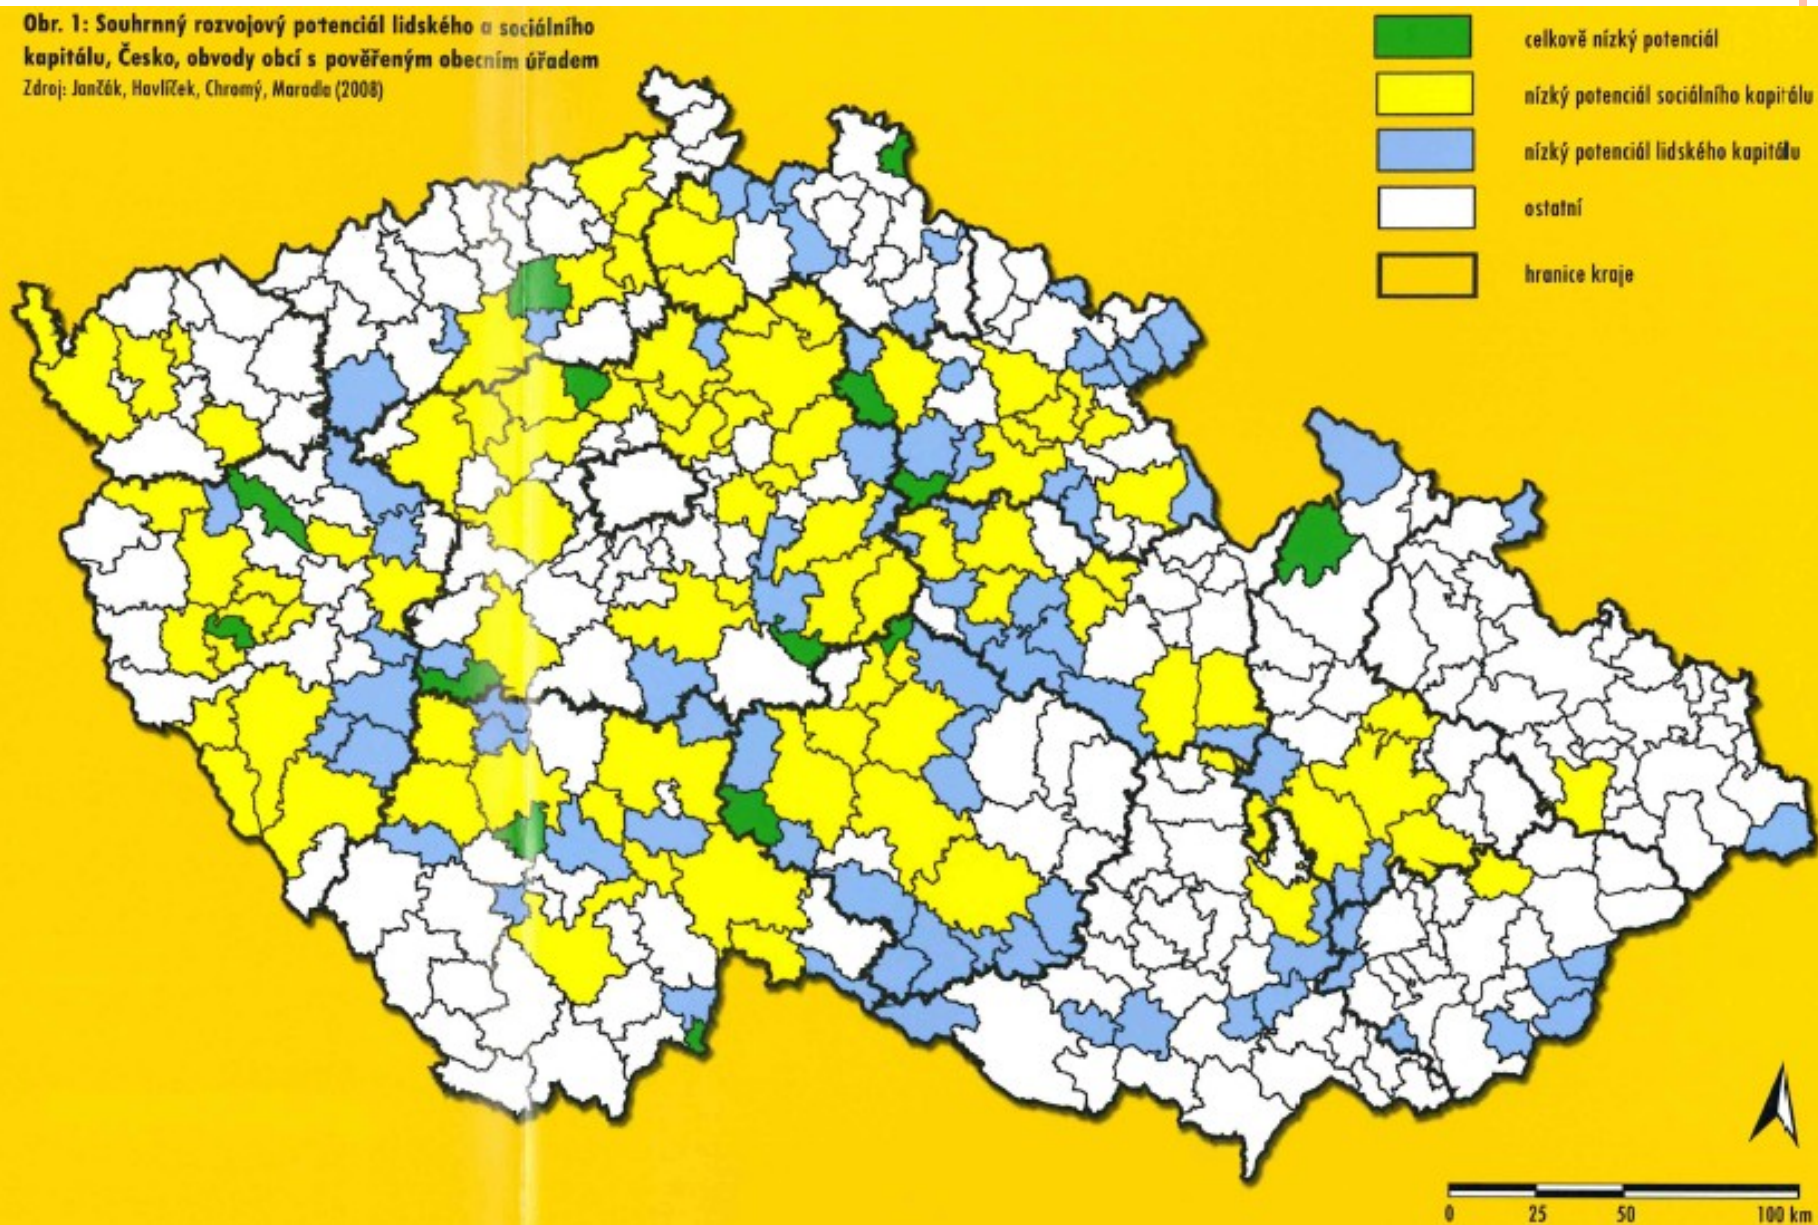 Obr. 1: Souhrnný rozvojový potenciál lidského a sociálního
kapitálu, Česko, obvody obcí s pověřeným obecním úřadem
Zdroj: Jančák, Havlíček, Chromý, Marada (2008)
celkově nízký potenciál
nízký potenciál sociálního kapitálu
nízký potenciál lidského kapitálu
ostatní
hranice kraje
0 25 50 100 km